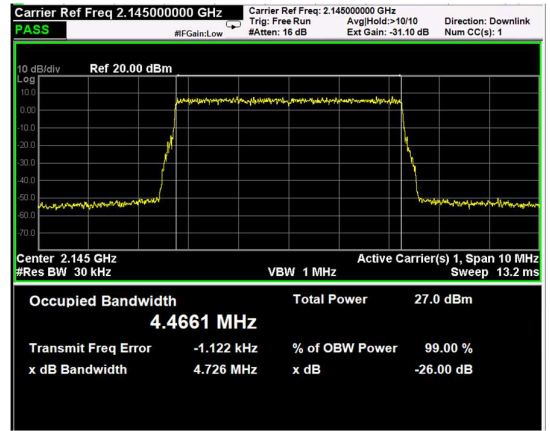 Carrier Ref Freq 2.145000000 GHz
PASS
#IFGain:Low
Carrier Ref Freq: 2.145000000 GHz
Trig: Free Run Avg|Hold:>10/10 Direction: Downlink
#Atten: 16 dB Ext Gain: -31.10 dB Num CC(s): 1
10 dB/div Ref 20.00 dBm
Log
10.0
0.00
-10.0
-20.0
-30.0
-40.0
-50.0
-60.0
-70.0
Center 2.145 GHz Active Carrier(s) 1, Span 10 MHz
#Res BW 30 kHz VBW 1 MHz Sweep 13.2 ms
Occupied Bandwidth Total Power 27.0 dBm
4.4661 MHz
Transmit Freq Error -1.122 kHz % of OBW Power 99.00 %
x dB Bandwidth 4.726 MHz x dB -26.00 dB